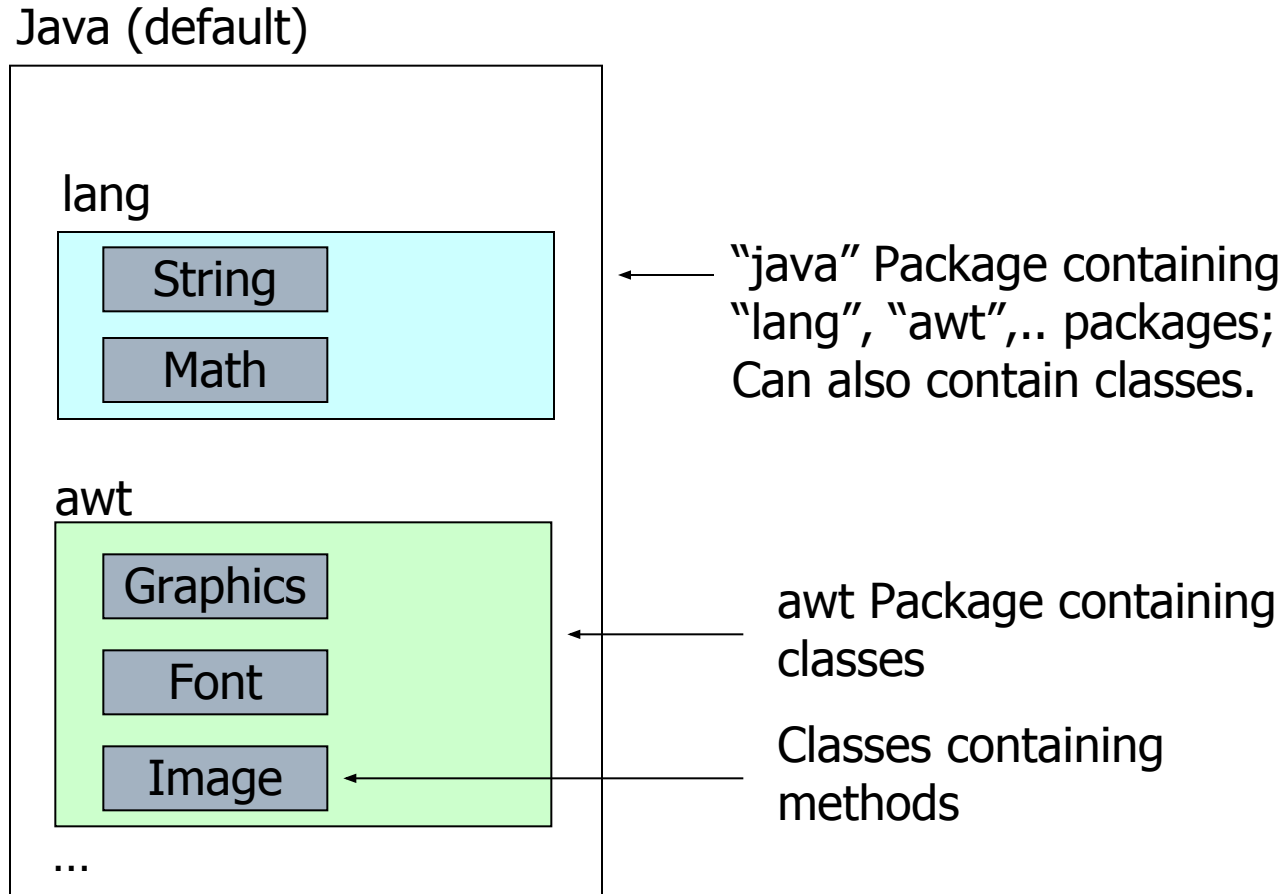 Java (default)
lang
String
Math
“java” Package containing
“lang”, “awt”,.. packages;
Can also contain classes.
awt
Graphics
Font
Image
awt Package containing
classes
Classes containing
methods
…